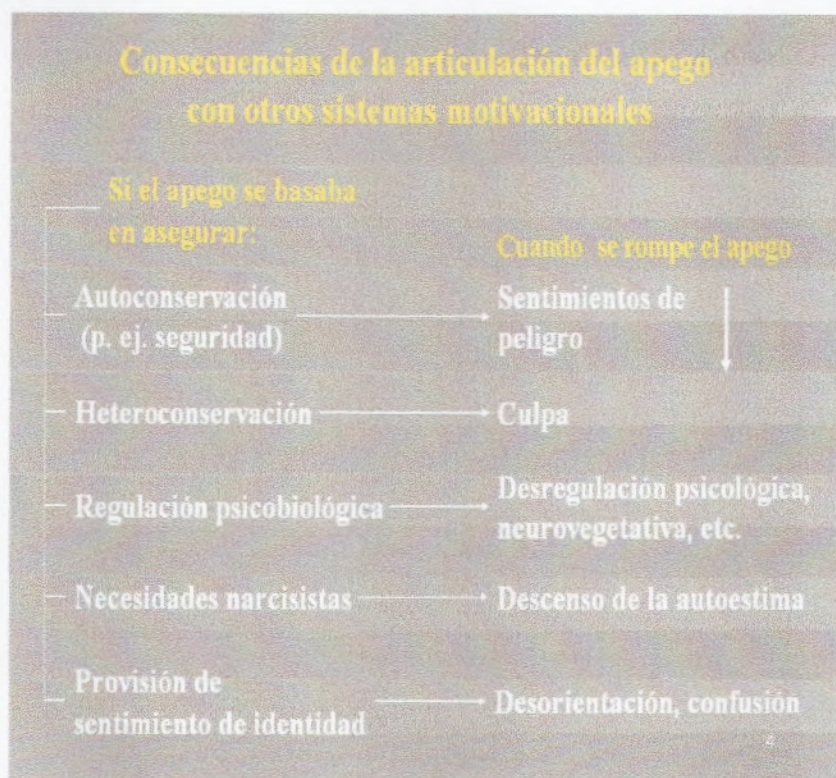 Consecuencias de la articulación del apego
con otros sistemas motivacionales
Si el apego se basaba
en asegurar:
Cuando se rompe el apego
Autoconservación
(p. ej. seguridad)
Sentimientos de
peligro
Heteroconservación
Culpa
Regulación psicobiológica
Desregulación psicológica,
neurovegetativa, etc.
Necesidades narcisistas
Descenso de la autoestima
Provisión de
sentimiento de identidad
Desorientación, confusión
4